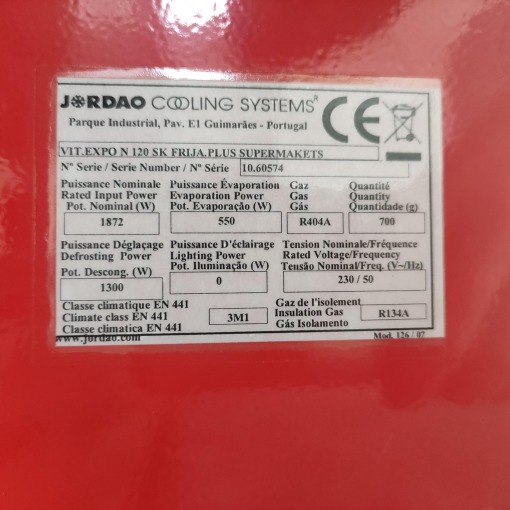 JORDAO COOLING SYSTEMS®
CE
Parque Industrial, Pav. E1 Guimarães - Portugal
VIT.EXPO N 120 SK FRIJA.PLUS SUPERMAKETS
Nº Serie / Serie Number / Nº Série 10.60574
Puissance Nominale Puissance Évaporation Gaz Quantité
Rated Input Power Evaporation Power Gas Quantity
Pot. Nominal (W) Pot. Evaporação (W) Gás Quantidade (g)
1872 550 R404A 700
Puissance Déglaçage Puissance D'éclairage Tension Nominale/Fréquence
Defrosting Power Lighting Power Rated Voltage/Frequency
Pot. Descong. (W) Pot. Iluminação (W) Tensão Nominal/Freq. (V~/Hz)
1300 0 230 / 50
Classe climatique EN 441 Gaz de l'isolement
Climate class EN 441 3M1 Insulation Gas R134A
Classe climatica EN 441 Gás Isolamento
www.jordao.com Mod. 126 / 07